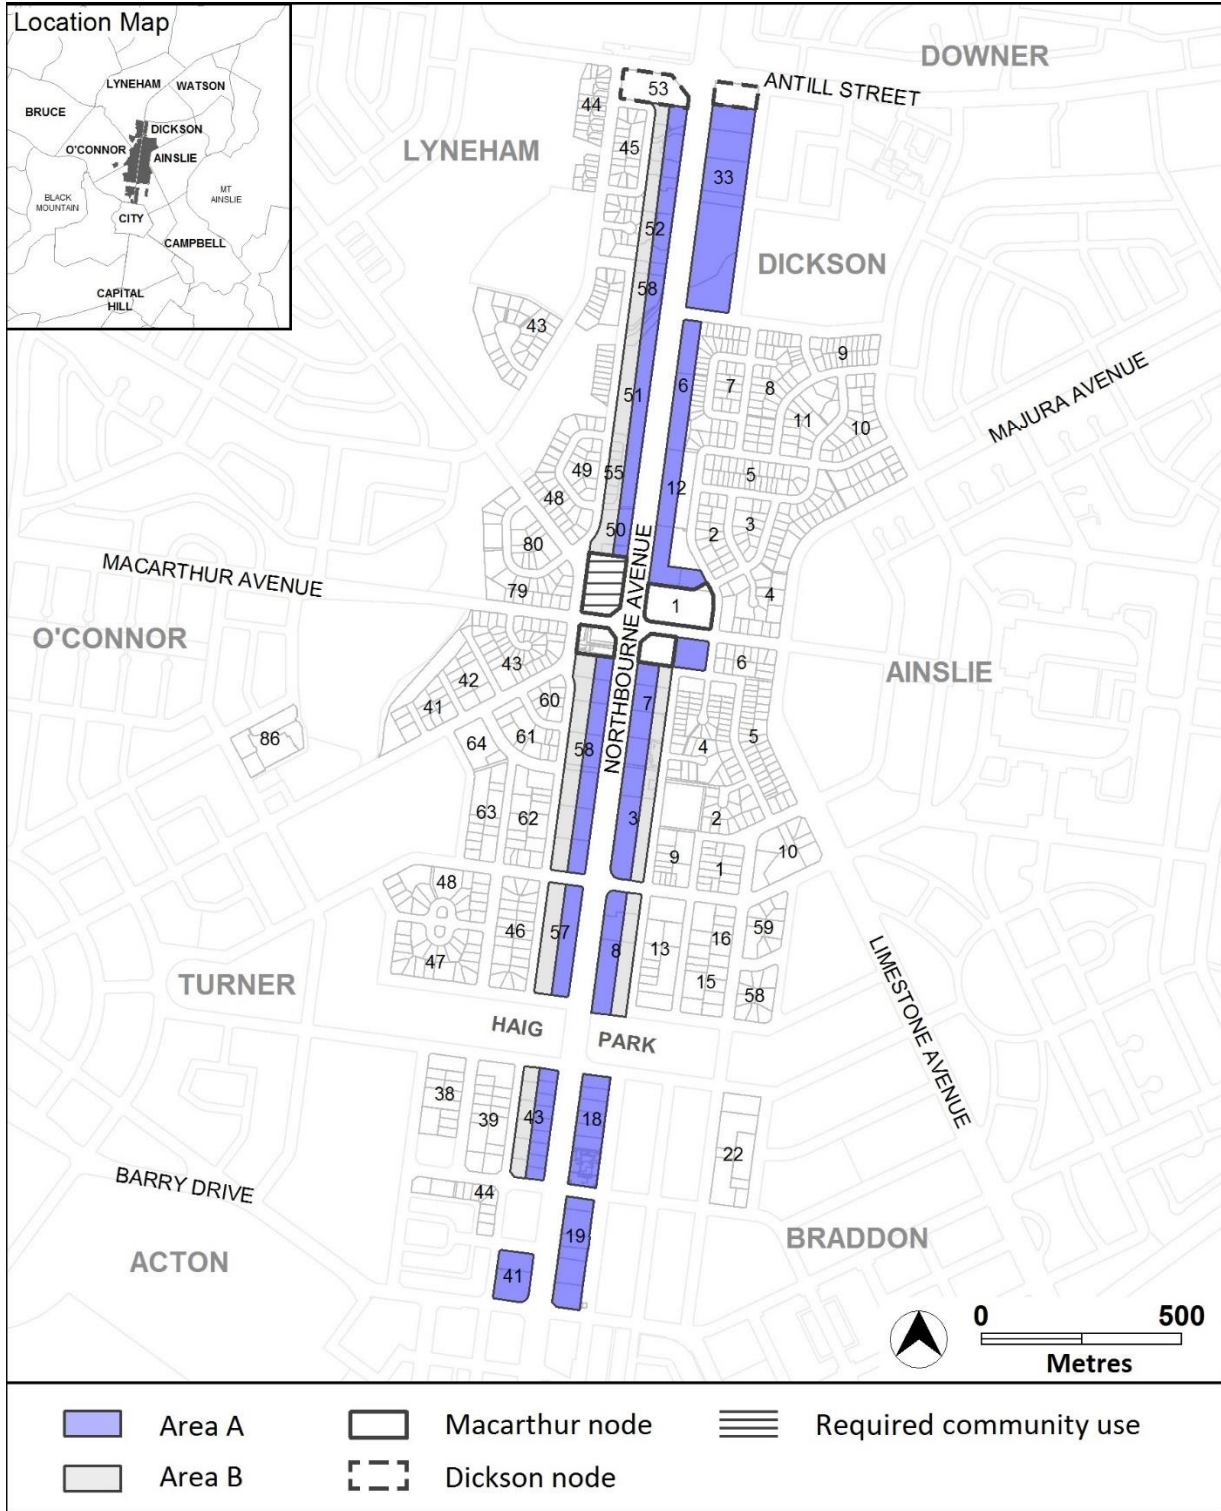 Location Map
LYNEHAM
WATSON
BRUCE
DICKSON
O'CONNOR
AINSLIE
BLACK
MOUNTAIN
MT
AINSLIE
CITY
CAMPBELL
CAPITAL
HILL
DOWNER
ANTILL STREET
53
44
LYNEHAM
45
33
52
DICKSON
58
43
9
6
7
8
MAJURA AVENUE
51
11
10
49
55
5
12
48
3
50
2
80
MACARTHUR AVENUE
79
4
1
O'CONNOR
NORTHBOURNE AVENUE
43
6
AINSLIE
42
60
7
41
86
64
61
58
4
5
63
62
3
2
9
1
10
48
46
57
8
13
16
59
47
LIMESTONE AVENUE
TURNER
15
58
HAIG
PARK
38
39
43
18
22
BARRY DRIVE
44
19
BRADDON
ACTON
41
0
500
Metres
Area A
Macarthur node
Required community use
Area B
Dickson node